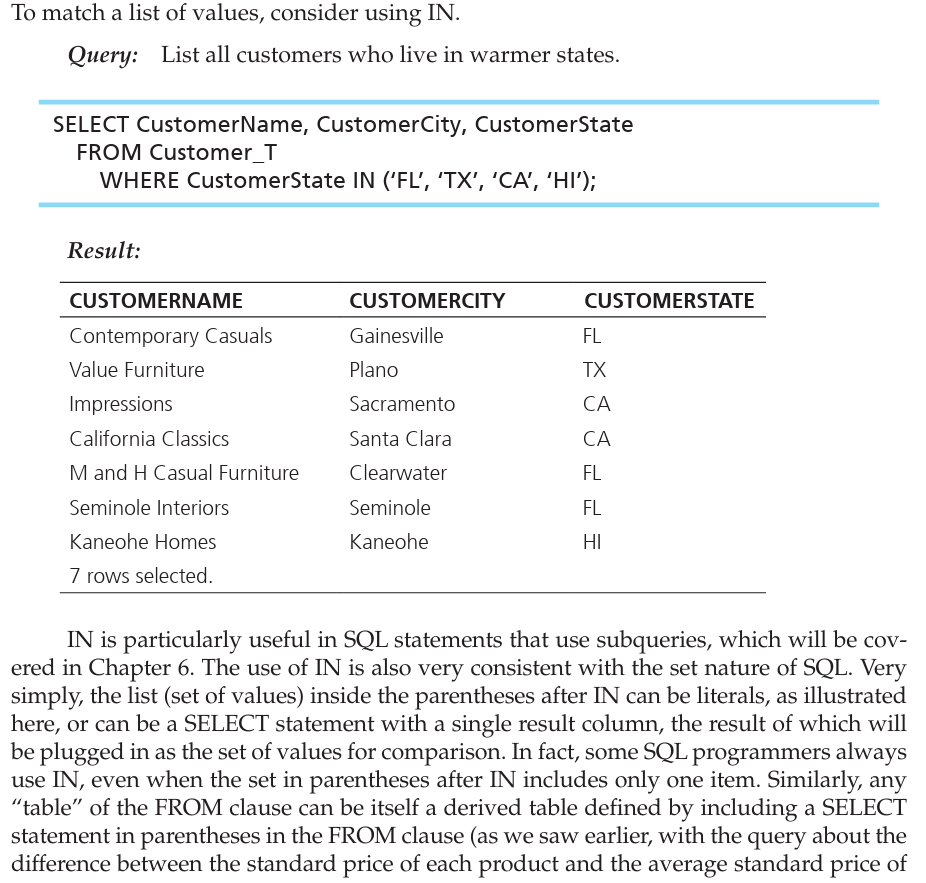 To match a list of values, consider using IN.
Query: List all customers who live in warmer states.
SELECT CustomerName, CustomerCity, CustomerState
FROM Customer_T
WHERE CustomerState IN (‘FL’, ‘TX’, ‘CA’, ‘HI’);
Result:
CUSTOMERNAME CUSTOMERCITY CUSTOMERSTATE
Contemporary Casuals Gainesville FL
Value Furniture Plano TX
Impressions Sacramento CA
California Classics Santa Clara CA
M and H Casual Furniture Clearwater FL
Seminole Interiors Seminole FL
Kaneohe Homes Kaneohe HI
7 rows selected.
IN is particularly useful in SQL statements that use subqueries, which will be cov-
ered in Chapter 6. The use of IN is also very consistent with the set nature of SQL. Very
simply, the list (set of values) inside the parentheses after IN can be literals, as illustrated
here, or can be a SELECT statement with a single result column, the result of which will
be plugged in as the set of values for comparison. In fact, some SQL programmers always
use IN, even when the set in parentheses after IN includes only one item. Similarly, any
“table” of the FROM clause can be itself a derived table defined by including a SELECT
statement in parentheses in the FROM clause (as we saw earlier, with the query about the
difference between the standard price of each product and the average standard price of